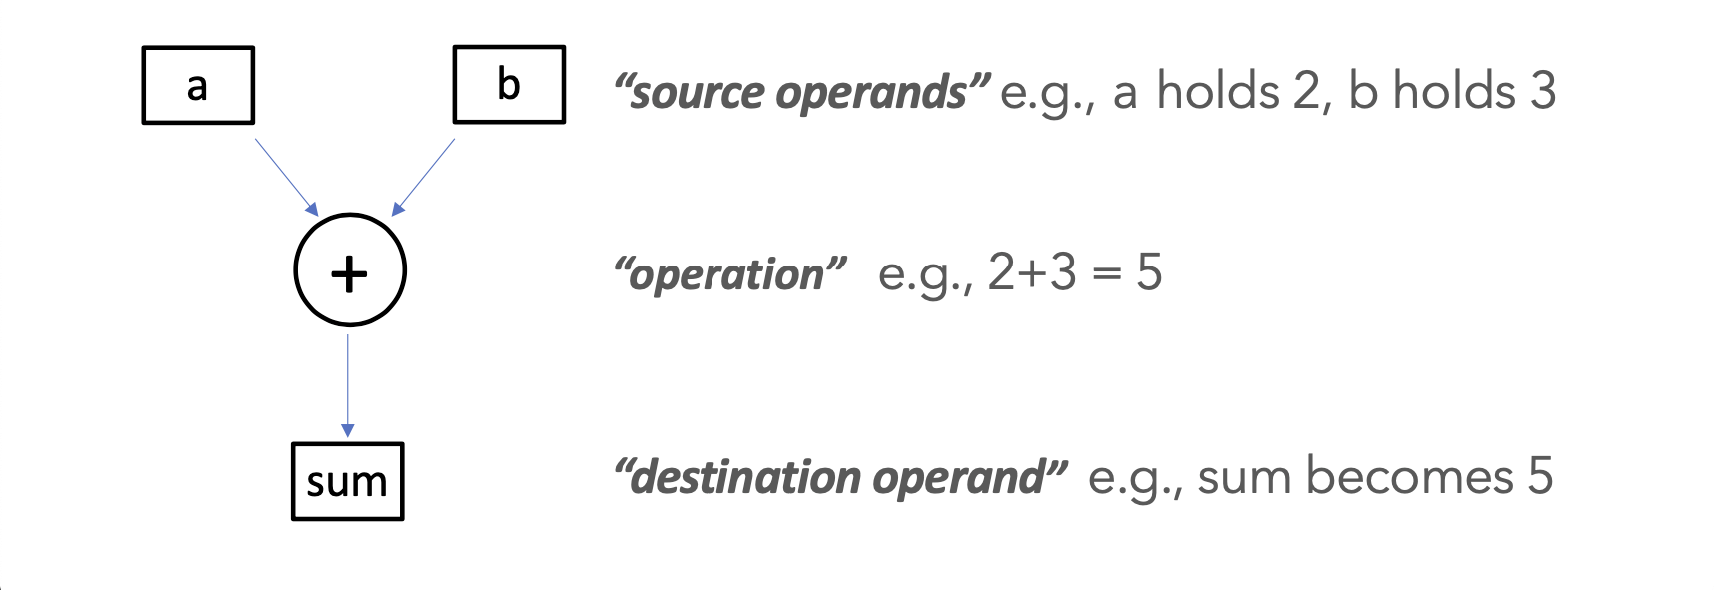 a b “source operands” e.g., a holds 2, b holds 3
+ “operation” e.g., 2+3 = 5
sum “destination operand” e.g., sum becomes 5